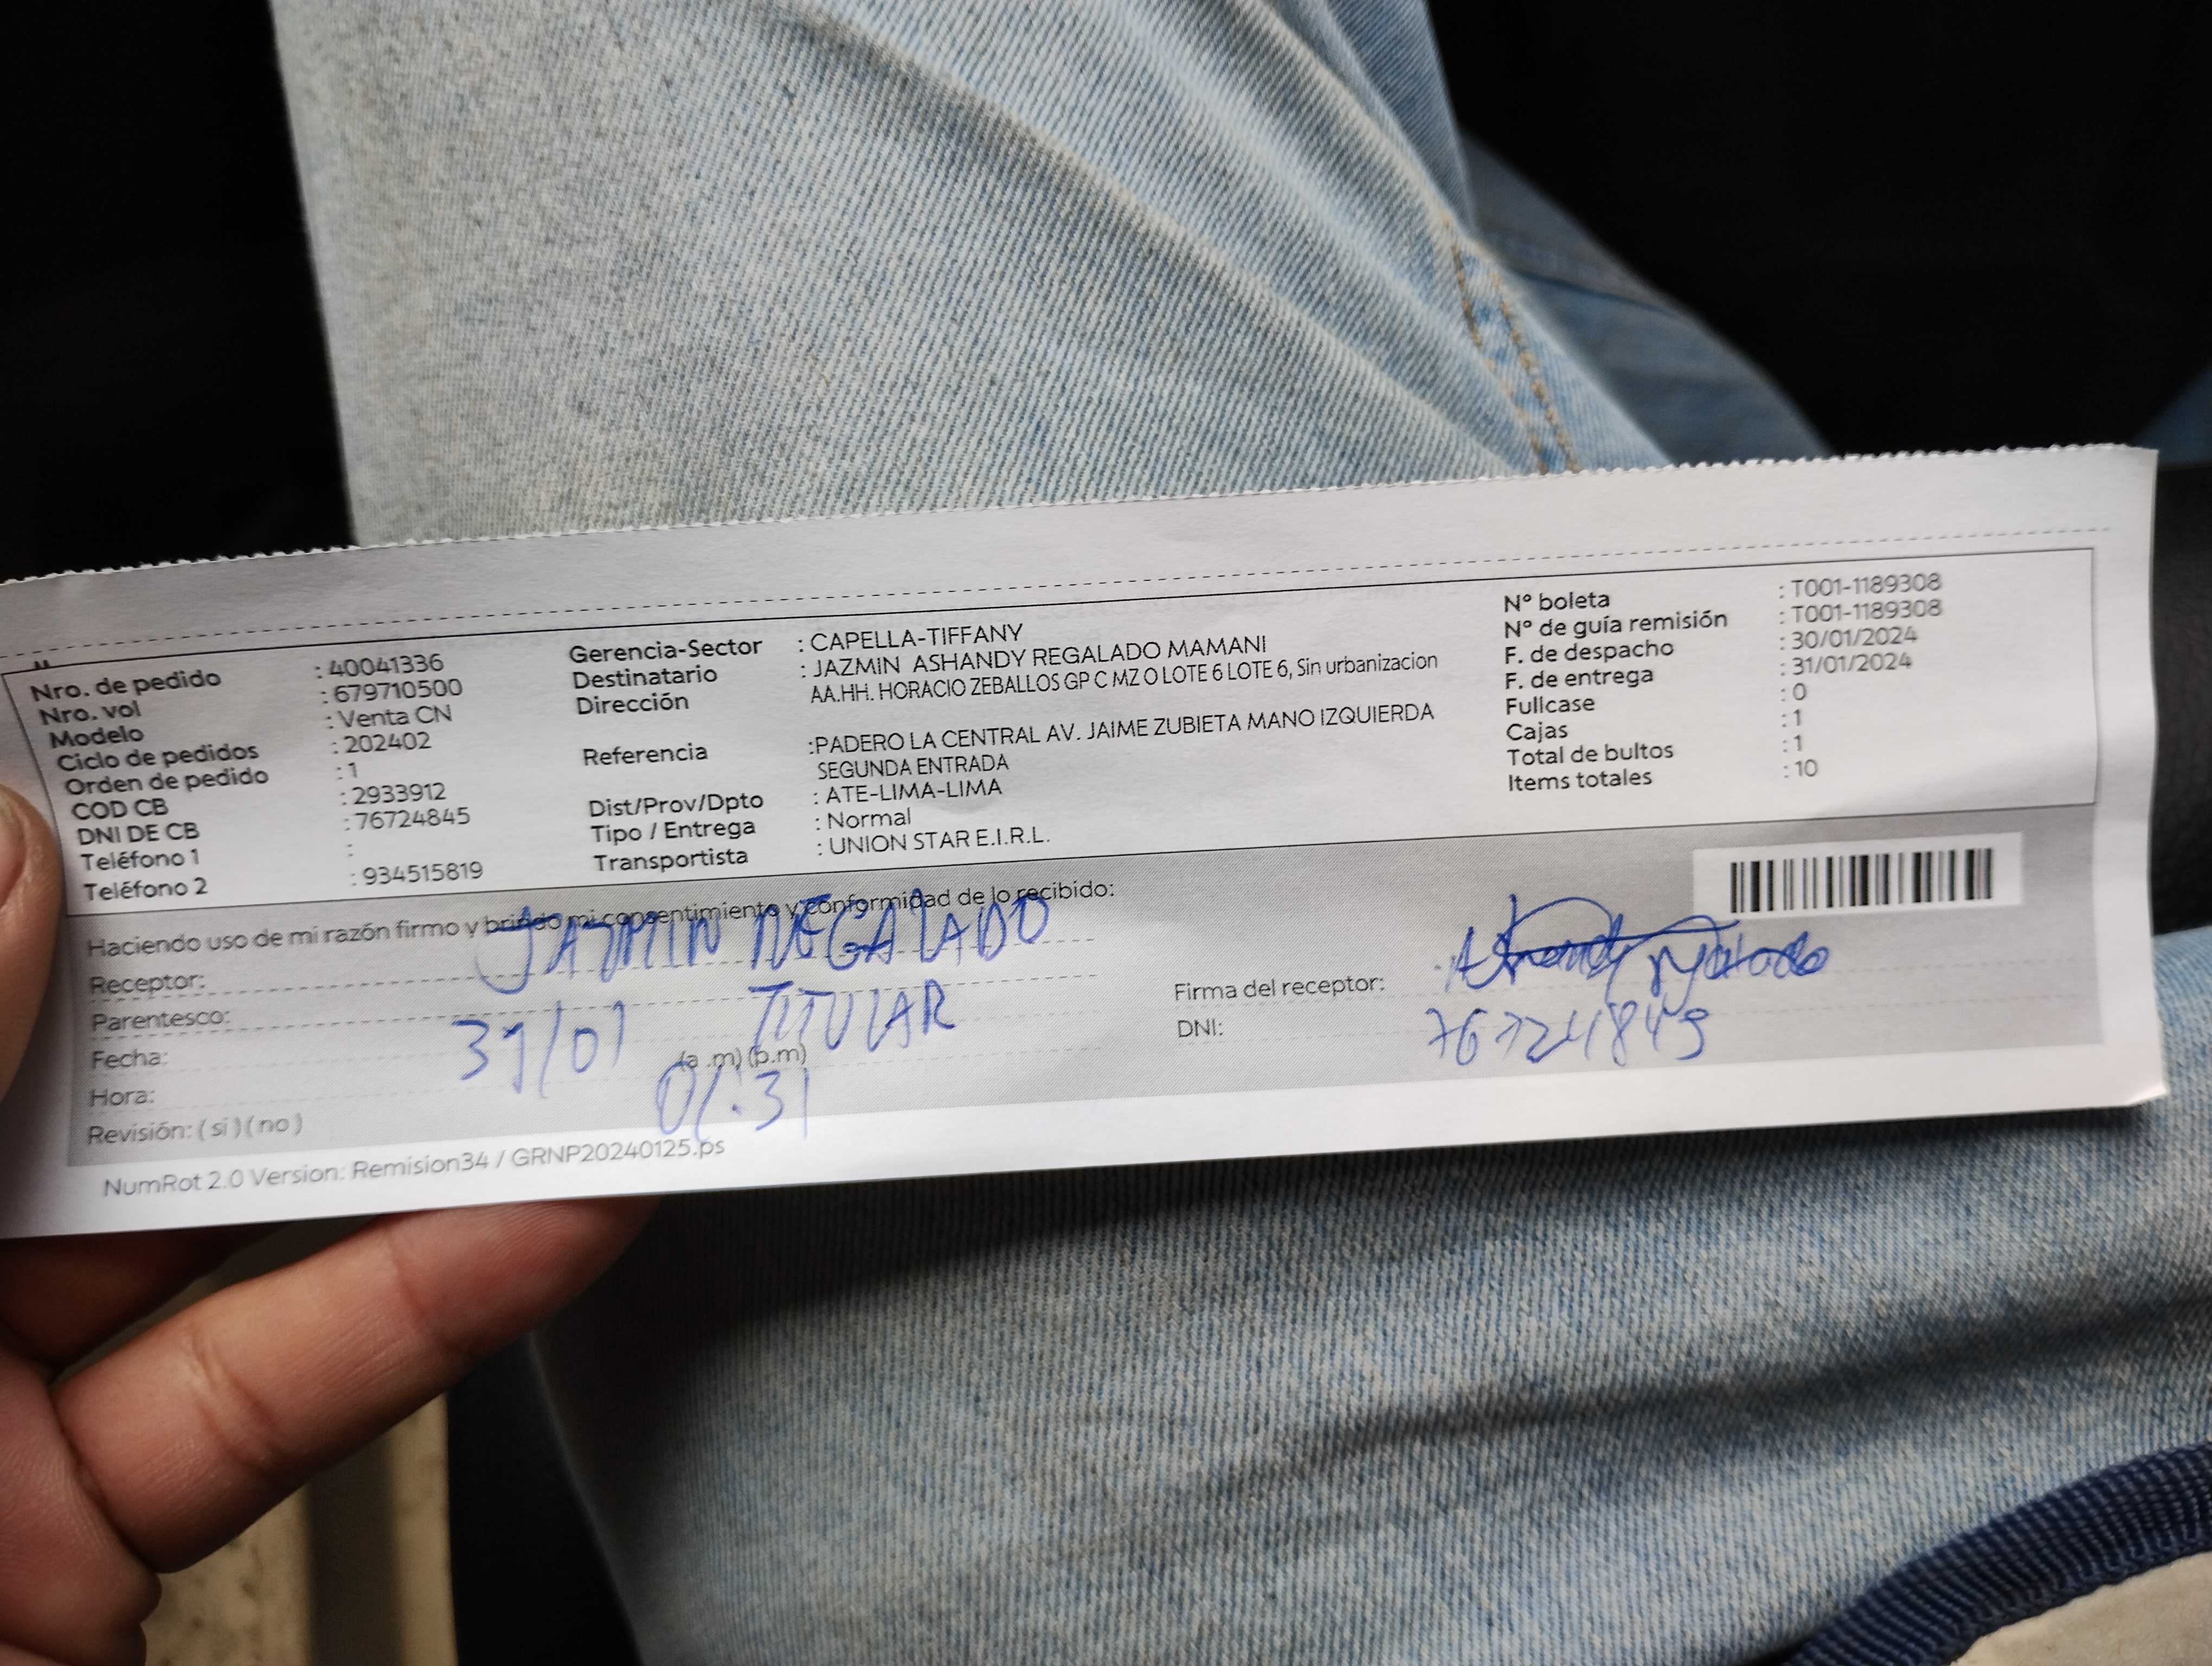 Nro. de pedido : 40041336
Nro. vol : 679710500
Modelo : Venta CN
Ciclo de pedidos : 202402
Orden de pedido : 1
COD CB : 2933912
DNI DE CB : 76724845
Teléfono 1 :
Teléfono 2 : 934515819
Gerencia-Sector : CAPELLA-TIFFANY
Destinatario : JAZMIN ASHANDY REGALADO MAMANI
Dirección AA.HH. HORACIO ZEBALLOS GP C MZ O LOTE 6 LOTE 6, Sin urbanizacion
Referencia :PADERO LA CENTRAL AV. JAIME ZUBIETA MANO IZQUIERDA
SEGUNDA ENTRADA
Dist/Prov/Dpto : ATE-LIMA-LIMA
Tipo / Entrega : Normal
Transportista : UNION STAR E.I.R.L.
N° boleta : T001-1189308
N° de guía remisión : T001-1189308
F. de despacho : 30/01/2024
F. de entrega : 31/01/2024
Fullcase : 0
Cajas : 1
Total de bultos : 1
Items totales : 10
Haciendo uso de mi razón firmo y brindo mi consentimiento y conformidad de lo recibido:
Receptor: JAZMIN REGALADO
Parentesco: TITULAR
Fecha: 31/01
(a .m) (p.m)
Hora: 01:31
Revisión: ( si ) ( no )
Firma del receptor: Ashandy regalado
DNI: 76724845
NumRot 2.0 Version: Remision34 / GRNP20240125.ps